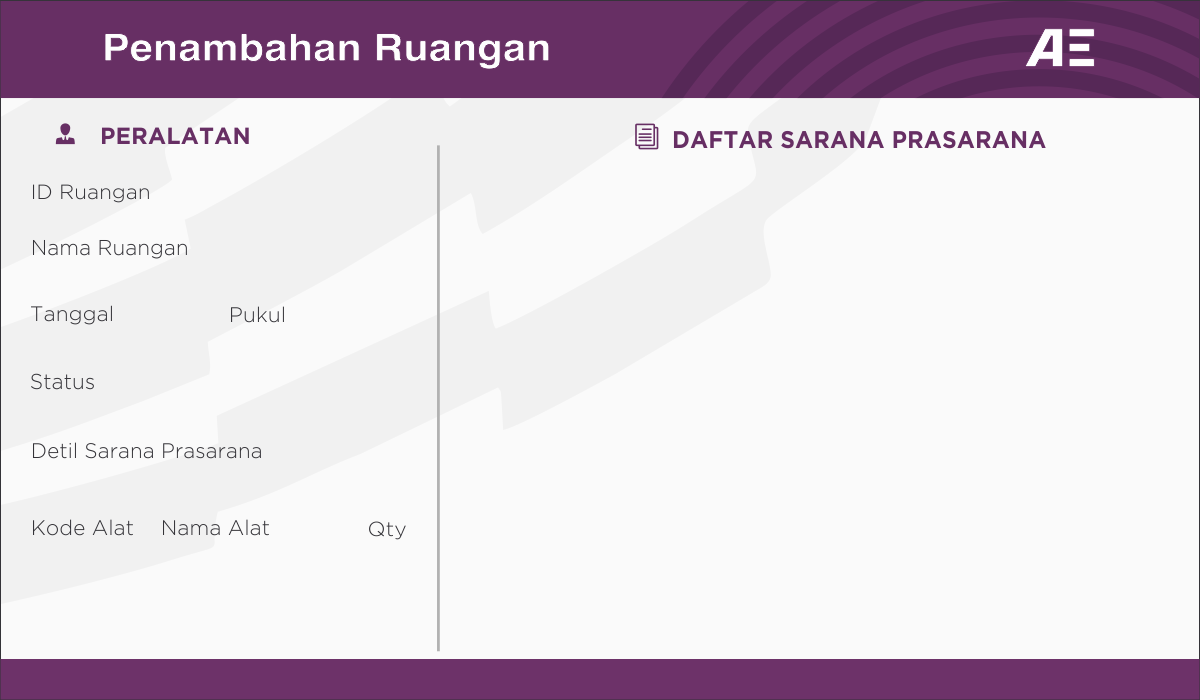 Penambahan Ruangan
AE
PERALATAN
ID Ruangan
Nama Ruangan
Tanggal Pukul
Status
Detil Sarana Prasarana
Kode Alat Nama Alat Qty
DAFTAR SARANA PRASARANA